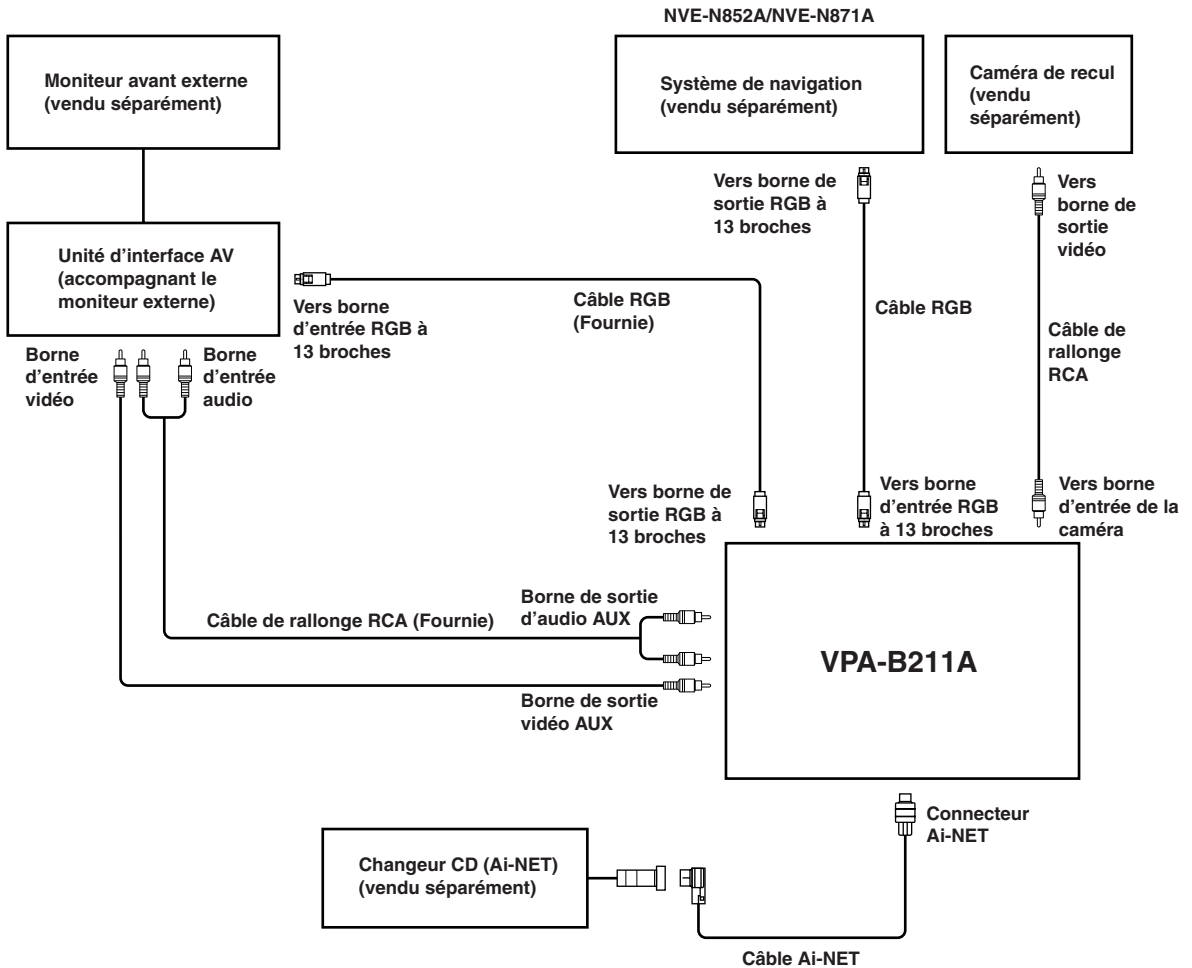 NVE-N852A/NVE-N871A
Moniteur avant externe
(vendu séparément)
Système de navigation
(vendu séparément)
Caméra de recul
(vendu
séparément)
Vers borne de
sortie RGB à
13 broches
Vers
borne de
sortie
vidéo
Unité d'interface AV
(accompagnant le
moniteur externe)
Vers borne
d'entrée RGB à
13 broches
Câble RGB
(Fournie)
Câble RGB
Câble de
rallonge
RCA
Borne
d'entrée
vidéo
Borne
d'entrée
audio
Vers borne de
sortie RGB à
13 broches
Vers borne
d'entrée RGB
à 13 broches
Vers borne
d'entrée de la
caméra
Borne de sortie
d'audio AUX
Câble de rallonge RCA (Fournie)
VPA-B211A
Borne de sortie
vidéo AUX
Connecteur
Ai-NET
Changeur CD (Ai-NET)
(vendu séparément)
Câble Ai-NET